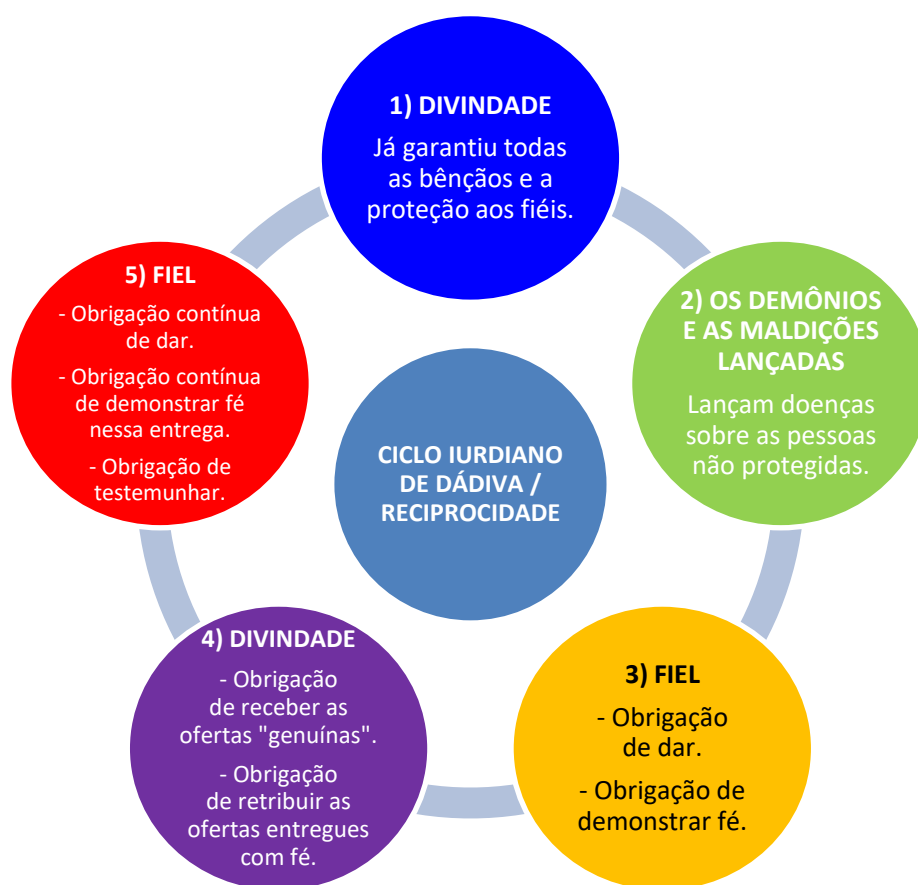 1) DIVINDADE
Já garantiu todas
as bênçãos e a
proteção aos fiéis.
2) OS DEMÔNIOS
E AS MALDIÇÕES
LANÇADAS
Lançam doenças
sobre as pessoas
não protegidas.
3) FIEL
- Obrigação
de dar.
- Obrigação de
demonstrar fé.
4) DIVINDADE
- Obrigação
de receber as
ofertas "genuínas".
- Obrigação
de retribuir as
ofertas entregues
com fé.
5) FIEL
- Obrigação contínua
de dar.
- Obrigação contínua
de demonstrar fé
nessa entrega.
- Obrigação de
testemunhar.
CICLO IURDIANO
DE DÁDIVA /
RECIPROCIDADE